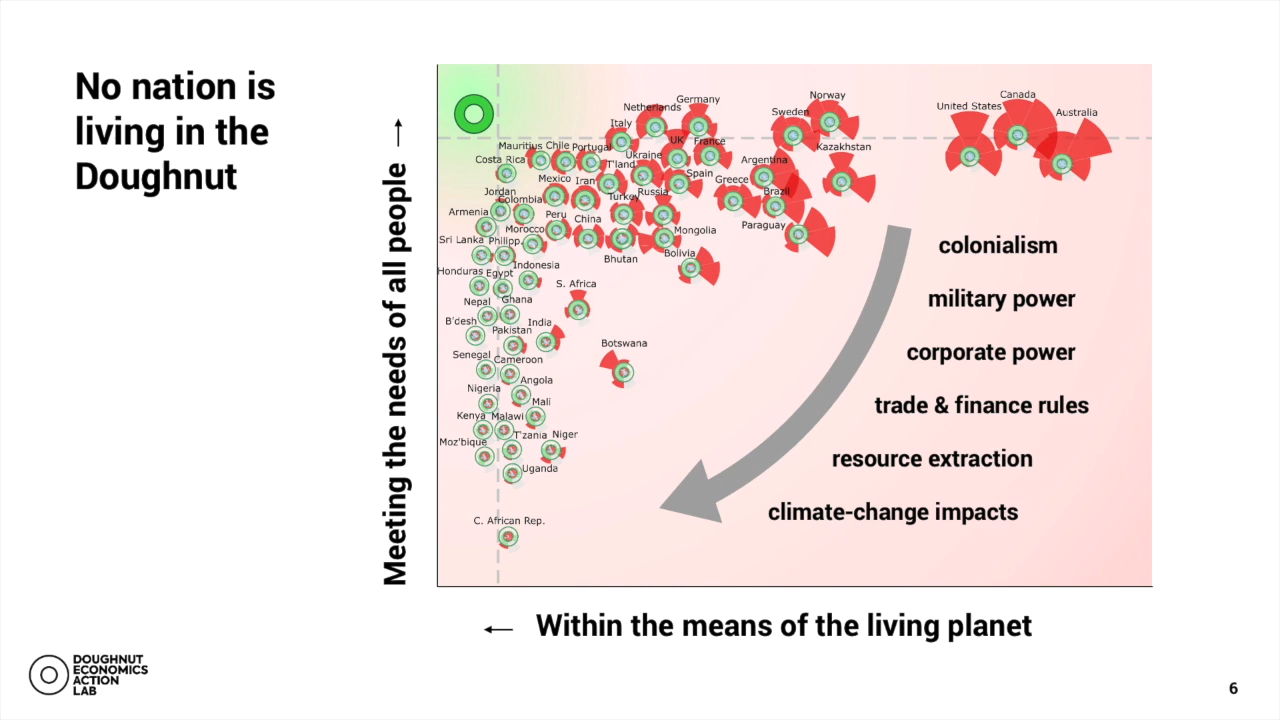 No nation is
living in the
Doughnut
Meeting the needs of all people →
Norway
Canada
Germany
United States
Netherlands
Sweden
Australia
Italy
UK
France
Kazakhstan
Mauritius
Chile
Portugal
Ukraine
Costa Rica
T'land
Argentina
Spain
Mexico
Iran
Greece
Jordan
Russia
Brazil
Colombia
Turkey
Armenia
Peru
China
Paraguay
Morocco
Mongolia
Sri Lanka
Philipp.
Bhutan
Bolivia
Indonesia
Honduras
Egypt
S. Africa
Nepal
Ghana
B'desh
India
Pakistan
Botswana
Senegal
Cameroon
Angola
Nigeria
Mali
Kenya
Malawi
Moz'bique
T'zania
Niger
Uganda
C. African Rep.
colonialism
military power
corporate power
trade & finance rules
resource extraction
climate-change impacts
← Within the means of the living planet
DOUGHNUT
ECONOMICS
ACTION
LAB
6